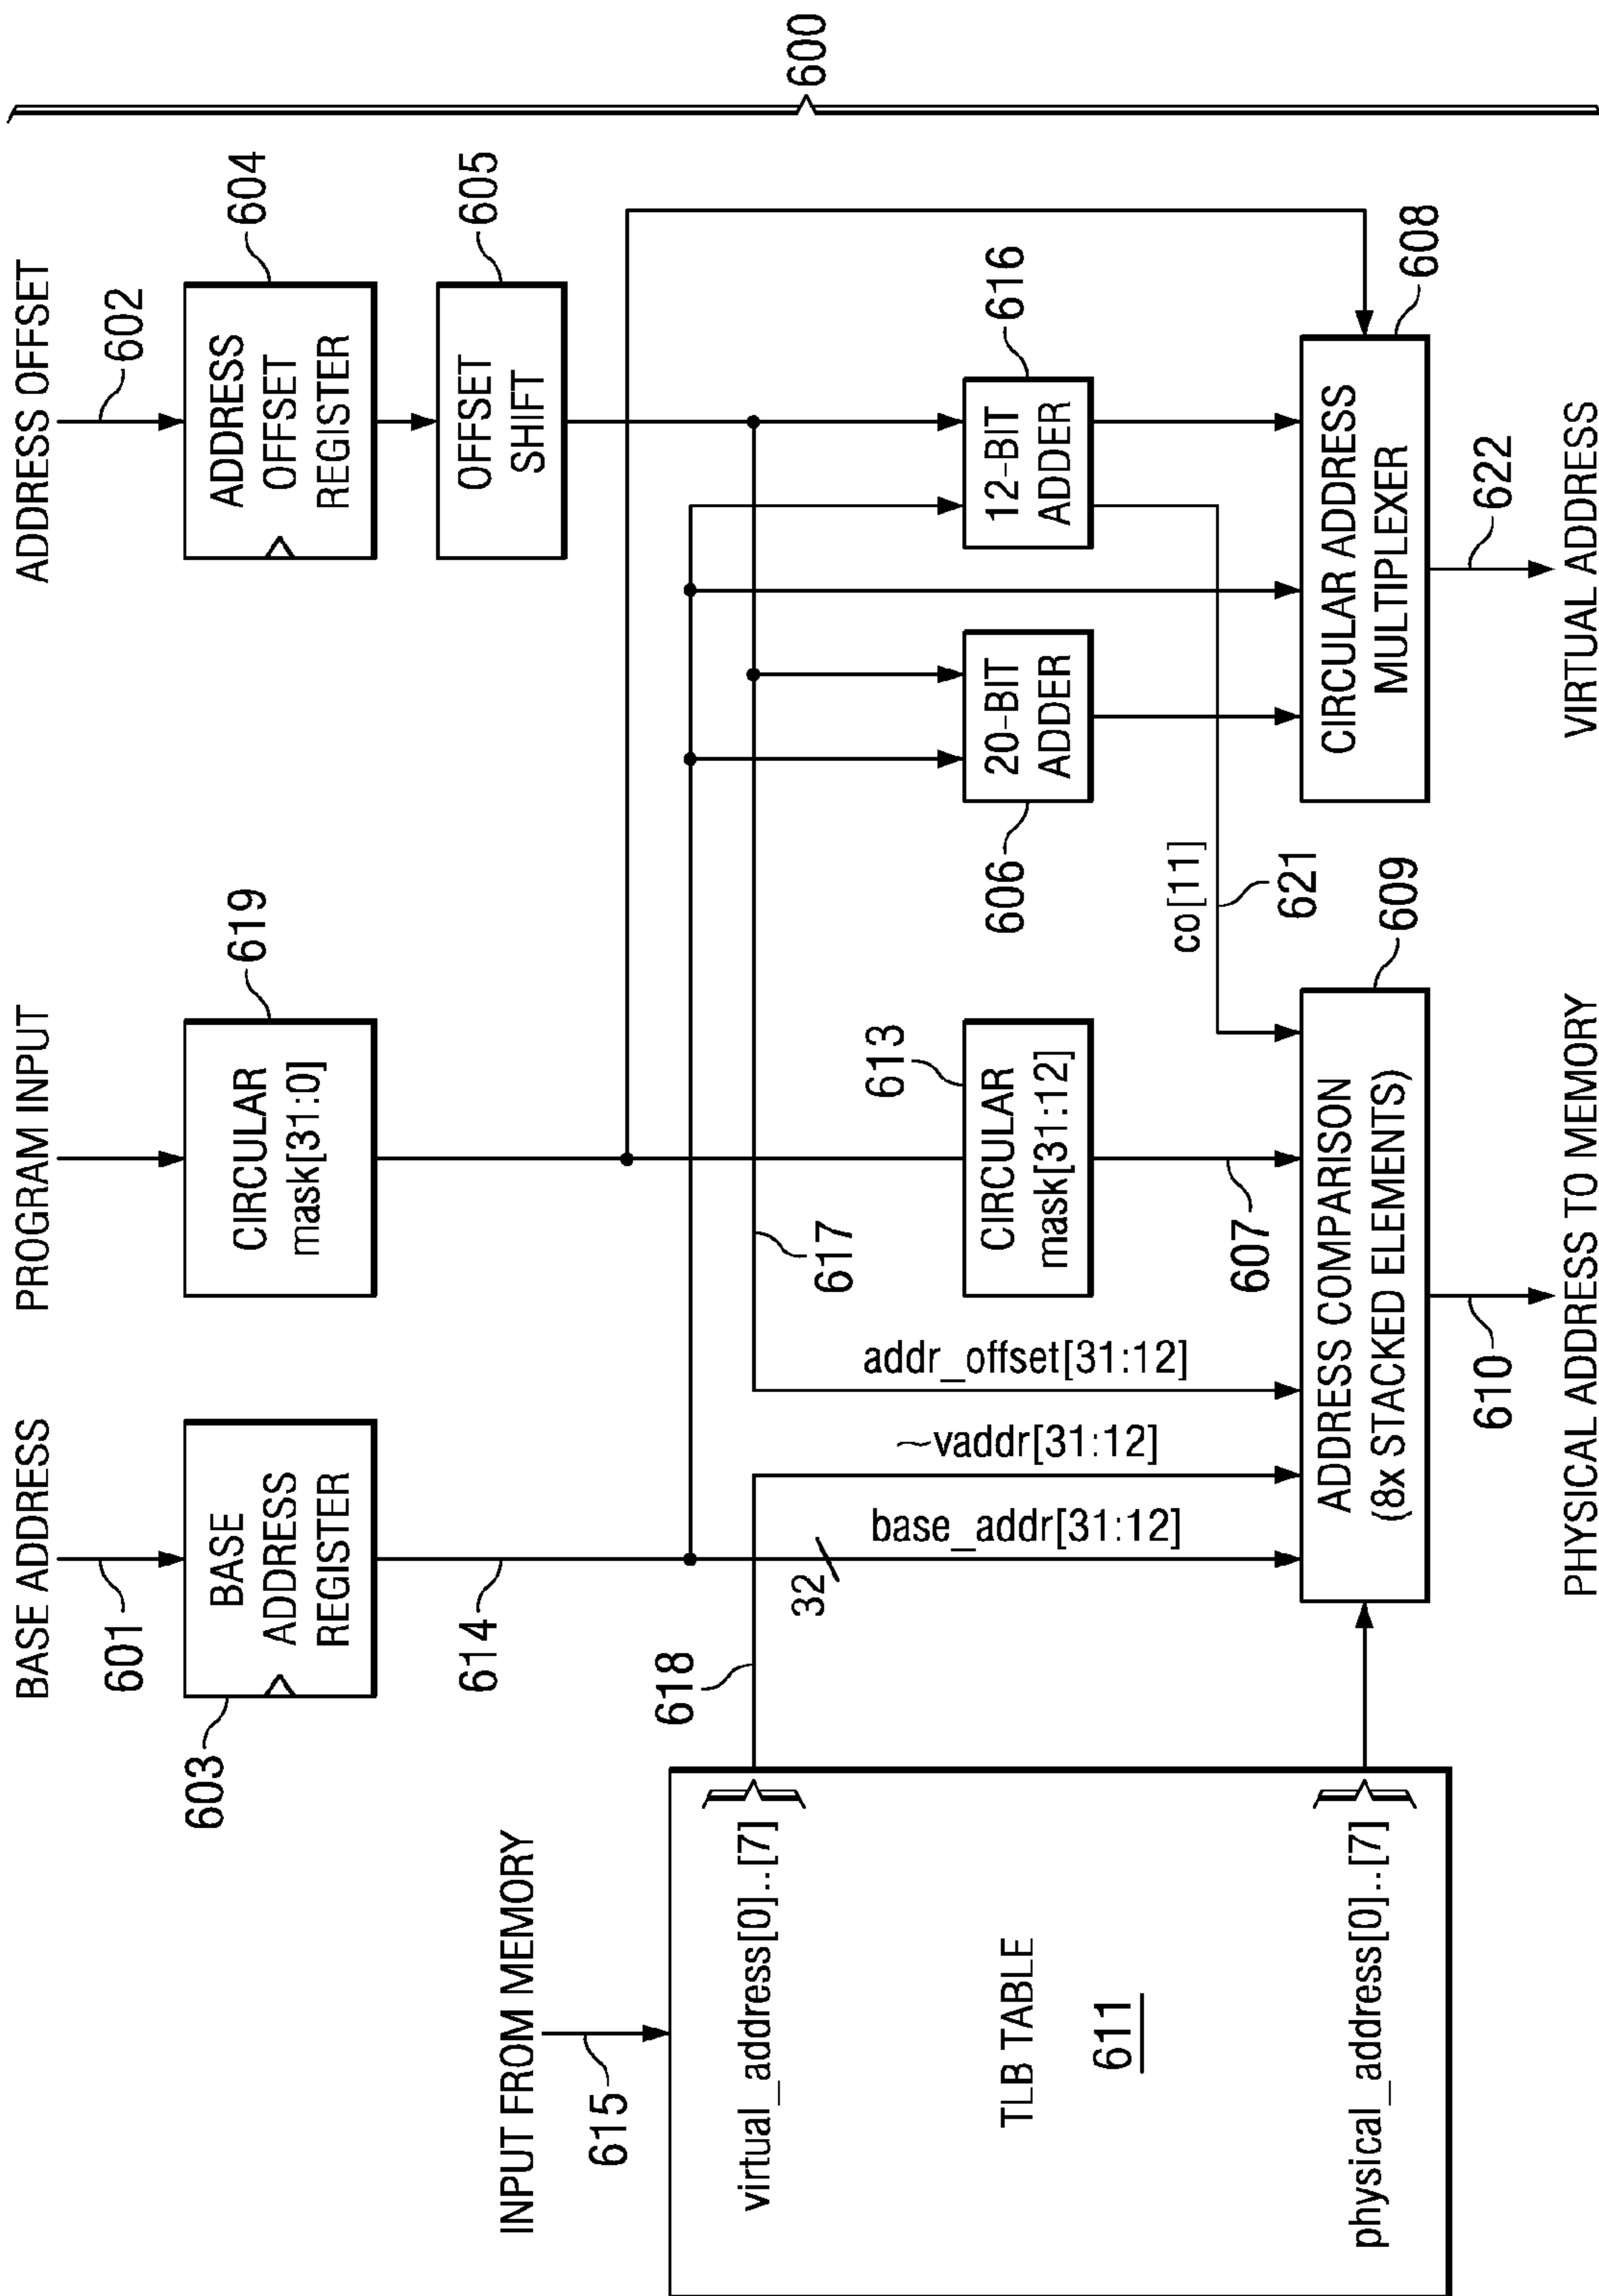 BASE ADDRESS
601
BASE
ADDRESS
REGISTER
603
614
PROGRAM INPUT
CIRCULAR
mask[31:0]
619
ADDRESS OFFSET
602
ADDRESS
OFFSET
REGISTER
604
OFFSET
SHIFT
605
600
INPUT FROM MEMORY
615
virtual_address[0]..[7]
TLB TABLE
611
physical_address[0]..[7]
618
32
base_addr[31:12]
~vaddr[31:12]
addr_offset[31:12]
617
CIRCULAR
mask[31:12]
613
607
20-BIT
ADDER
606
12-BIT
ADDER
616
co[11]
621
ADDRESS COMPARISON
(8x STACKED ELEMENTS)
609
610
PHYSICAL ADDRESS TO MEMORY
CIRCULAR ADDRESS
MULTIPLEXER
608
622
VIRTUAL ADDRESS